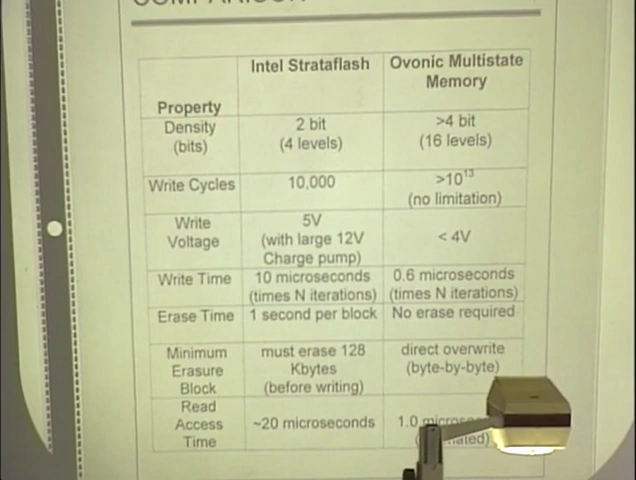 COMPARISON
Intel Strataflash Ovonic Multistate
Memory
Property
Density 2 bit >4 bit
(bits) (4 levels) (16 levels)
Write Cycles 10,000 >10¹³
(no limitation)
Write 5V
Voltage (with large 12V < 4V
Charge pump)
Write Time 10 microseconds 0.6 microseconds
(times N iterations) (times N iterations)
Erase Time 1 second per block No erase required
Minimum must erase 128 direct overwrite
Erasure Kbytes (byte-by-byte)
Block (before writing)
Read
Access ~20 microseconds 1.0
Time